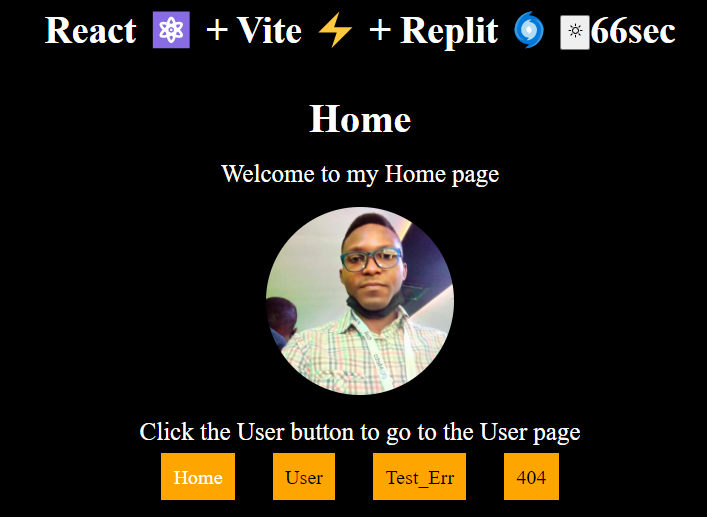 React ⚛️ + Vite ⚡ + Replit 🌀 🔅66sec
Home
Welcome to my Home page
Click the User button to go to the User page
Home User Test_Err 404